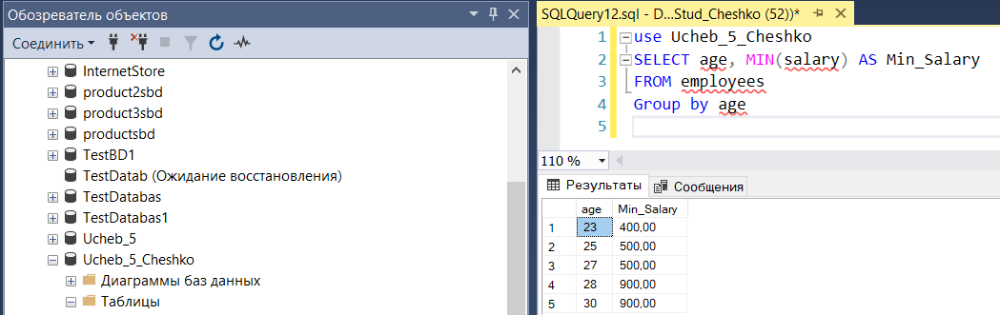 Обозреватель объектов
Соединить
InternetStore
product2sbd
product3sbd
productsbd
TestBD1
TestDatab (Ожидание восстановления)
TestDatabas
TestDatabas1
Ucheb_5
Ucheb_5_Cheshko
Диаграммы баз данных
Таблицы
SQLQuery12.sql - D...Stud_Cheshko (52))*
1 use Ucheb_5_Cheshko
2 SELECT age, MIN(salary) AS Min_Salary
3 FROM employees
4 Group by age
5
110 %
Результаты Сообщения
age Min_Salary
1 23 400,00
2 25 500,00
3 27 500,00
4 28 900,00
5 30 900,00